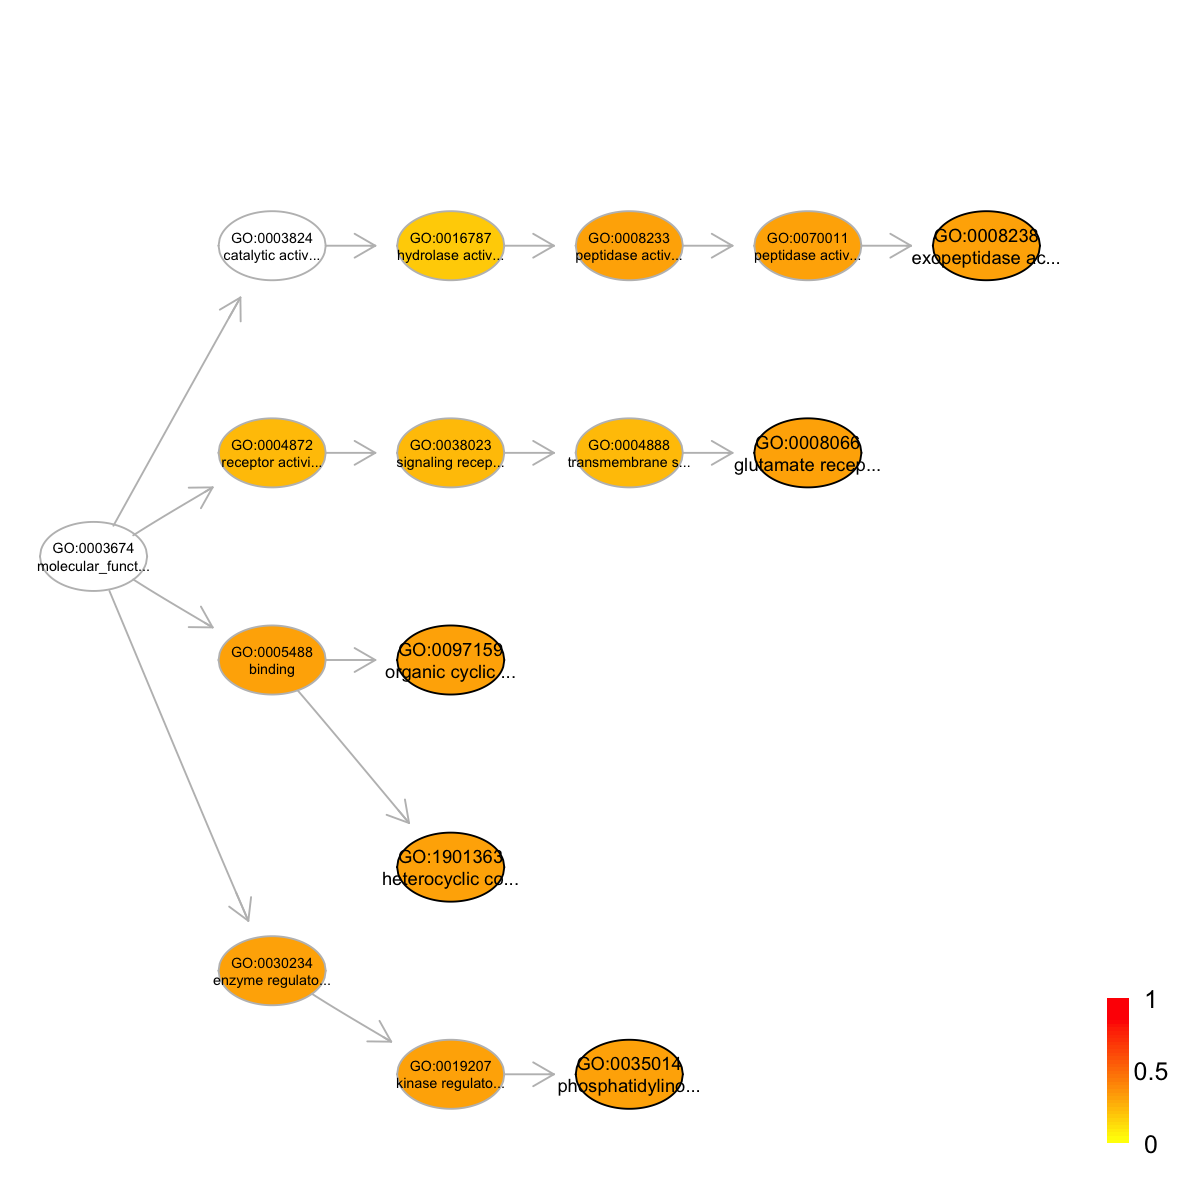 GO:0003824
catalytic activ...
GO:0016787
hydrolase activ...
GO:0008233
peptidase activ...
GO:0070011
peptidase activ...
GO:0008238
exopeptidase ac...
GO:0004872
receptor activi...
GO:0038023
signaling recep...
GO:0004888
transmembrane s...
GO:0008066
glutamate recep...
GO:0003674
molecular_funct...
GO:0005488
binding
GO:0097159
organic cyclic ...
GO:1901363
heterocyclic co...
GO:0030234
enzyme regulato...
GO:0019207
kinase regulato...
GO:0035014
phosphatidylino...
1
0.5
0